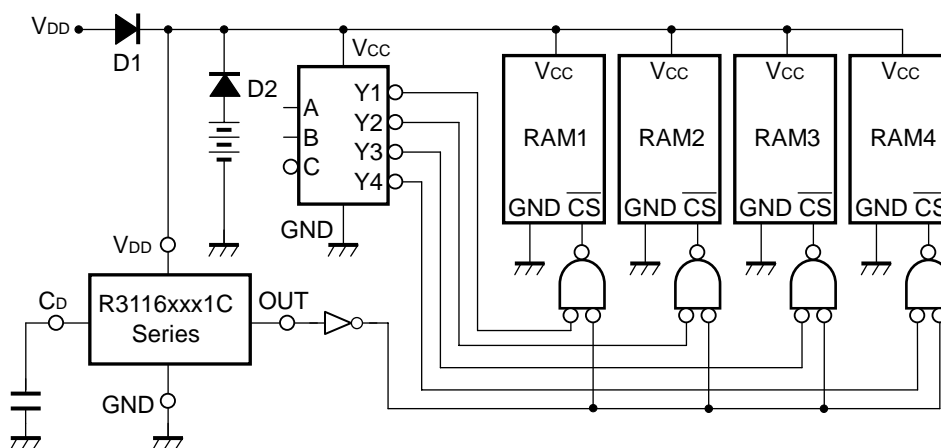 VDD
D1
D2
VCC
A
B
C
Y1
Y2
Y3
Y4
GND
VCC
RAM1
GND CS
VCC
RAM2
GND CS
VCC
RAM3
GND CS
VCC
RAM4
GND CS
VDD
CD
R3116xxx1C
Series
OUT
GND